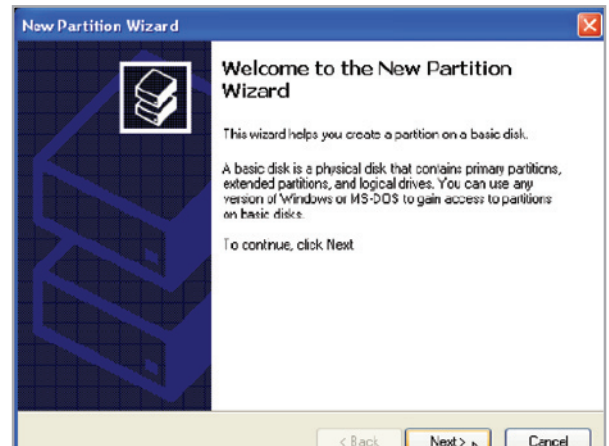 New Partition Wizard
Welcome to the New Partition
Wizard
This wizard helps you create a partition on a basic disk.
A basic disk is a physical disk that contains primary partitions,
extended partitions, and logical drives. You can use any
version of Windows or MS-DOS to gain access to partitions
on basic disks.
To continue, click Next
< Back
Next >
Cancel